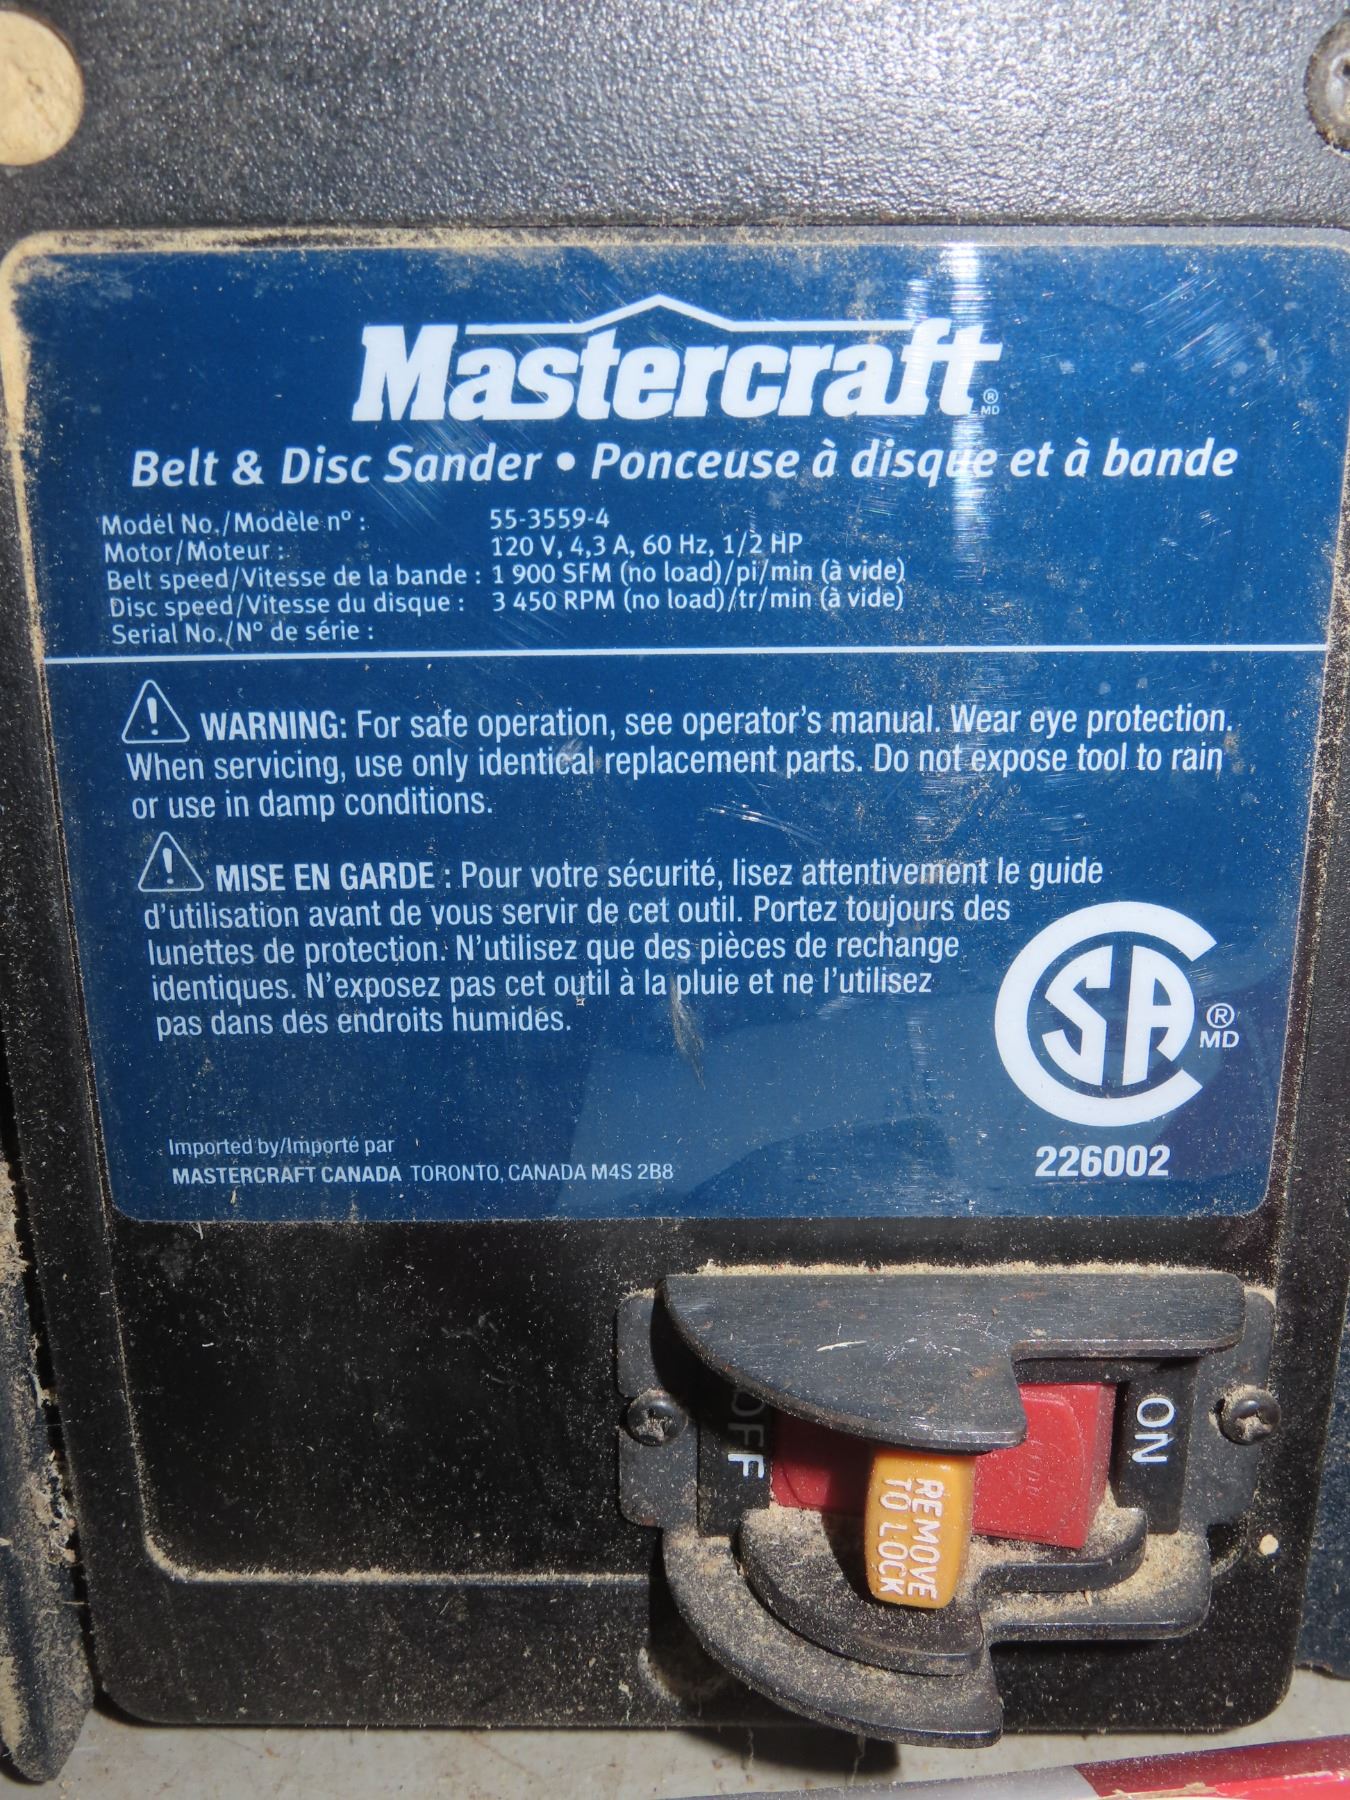 Mastercraft ®
MD
Belt & Disc Sander • Ponceuse à disque et à bande
Model No./Modèle nº : 55-3559-4
Motor/Moteur : 120 V, 4,3 A, 60 Hz, 1/2 HP
Belt speed/Vitesse de la bande : 1 900 SFM (no load)/pi/min (à vide)
Disc speed/Vitesse du disque : 3 450 RPM (no load)/tr/min (à vide)
Serial No./Nº de série :
WARNING: For safe operation, see operator's manual. Wear eye protection.
When servicing, use only identical replacement parts. Do not expose tool to rain
or use in damp conditions.
MISE EN GARDE : Pour votre sécurité, lisez attentivement le guide
d'utilisation avant de vous servir de cet outil. Portez toujours des
lunettes de protection. N'utilisez que des pièces de rechange
identiques. N'exposez pas cet outil à la pluie et ne l'utilisez
pas dans des endroits humides.
CSA ®
MD
226002
Imported by/Importé par
MASTERCRAFT CANADA TORONTO, CANADA M4S 2B8
OFF
ON
REMOVE
TO LOCK